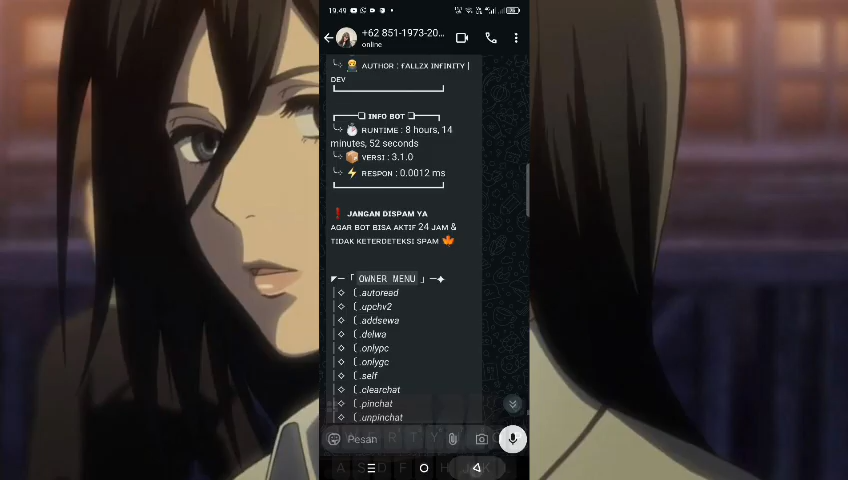 19.49
+62 851-1973-20...
online
AUTHOR : FALLZX INFINITY |
DEV
INFO BOT
RUNTIME : 8 hours, 14
minutes, 52 seconds
VERSI : 3.1.0
RESPON : 0.0012 ms
JANGAN DISPAM YA
AGAR BOT BISA AKTIF 24 JAM &
TIDAK KETERDETEKSI SPAM
「 OWNER MENU 」
.autoread
.upchv2
.addsewa
.delwa
.onlypc
.onlygc
.self
.clearchat
.pinchat
.unpinchat
Pesan